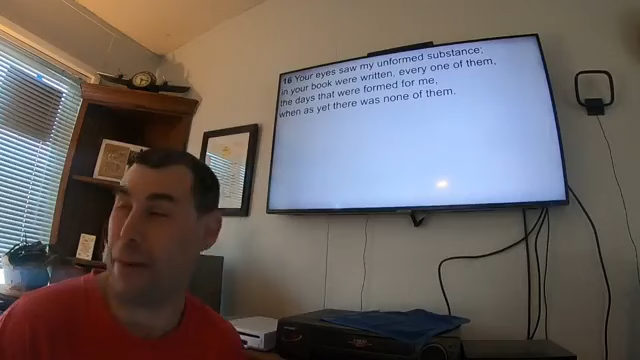 16 Your eyes saw my unformed substance;
in your book were written, every one of them,
the days that were formed for me,
when as yet there was none of them.